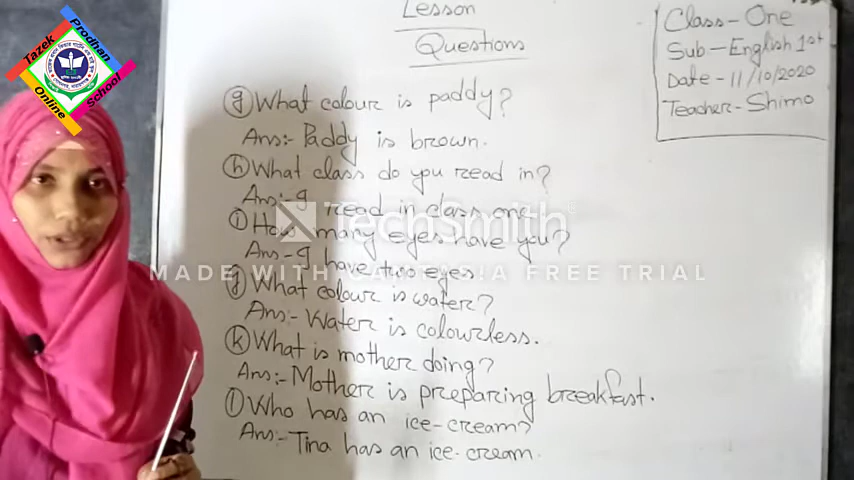 Tazek
Prodhan
Online
School
Lesson
Questions
Class-One
Sub-English 1st
Date-11/10/2020
Teacher-Shimo
g What colour is paddy?
Ans:- Paddy is brown.
h What class do you read in?
Ans:-I read in class one.
i How many eyes have you?
Ans-I have two eyes
j What colour is water?
Ans:- Water is colourless.
k What is mother doing?
Ans:- Mother is preparing breakfast.
l Who has an ice-cream?
Ans:- Tina has an ice-cream.
TechSmith
MADE WITH CAMTASIA FREE TRIAL